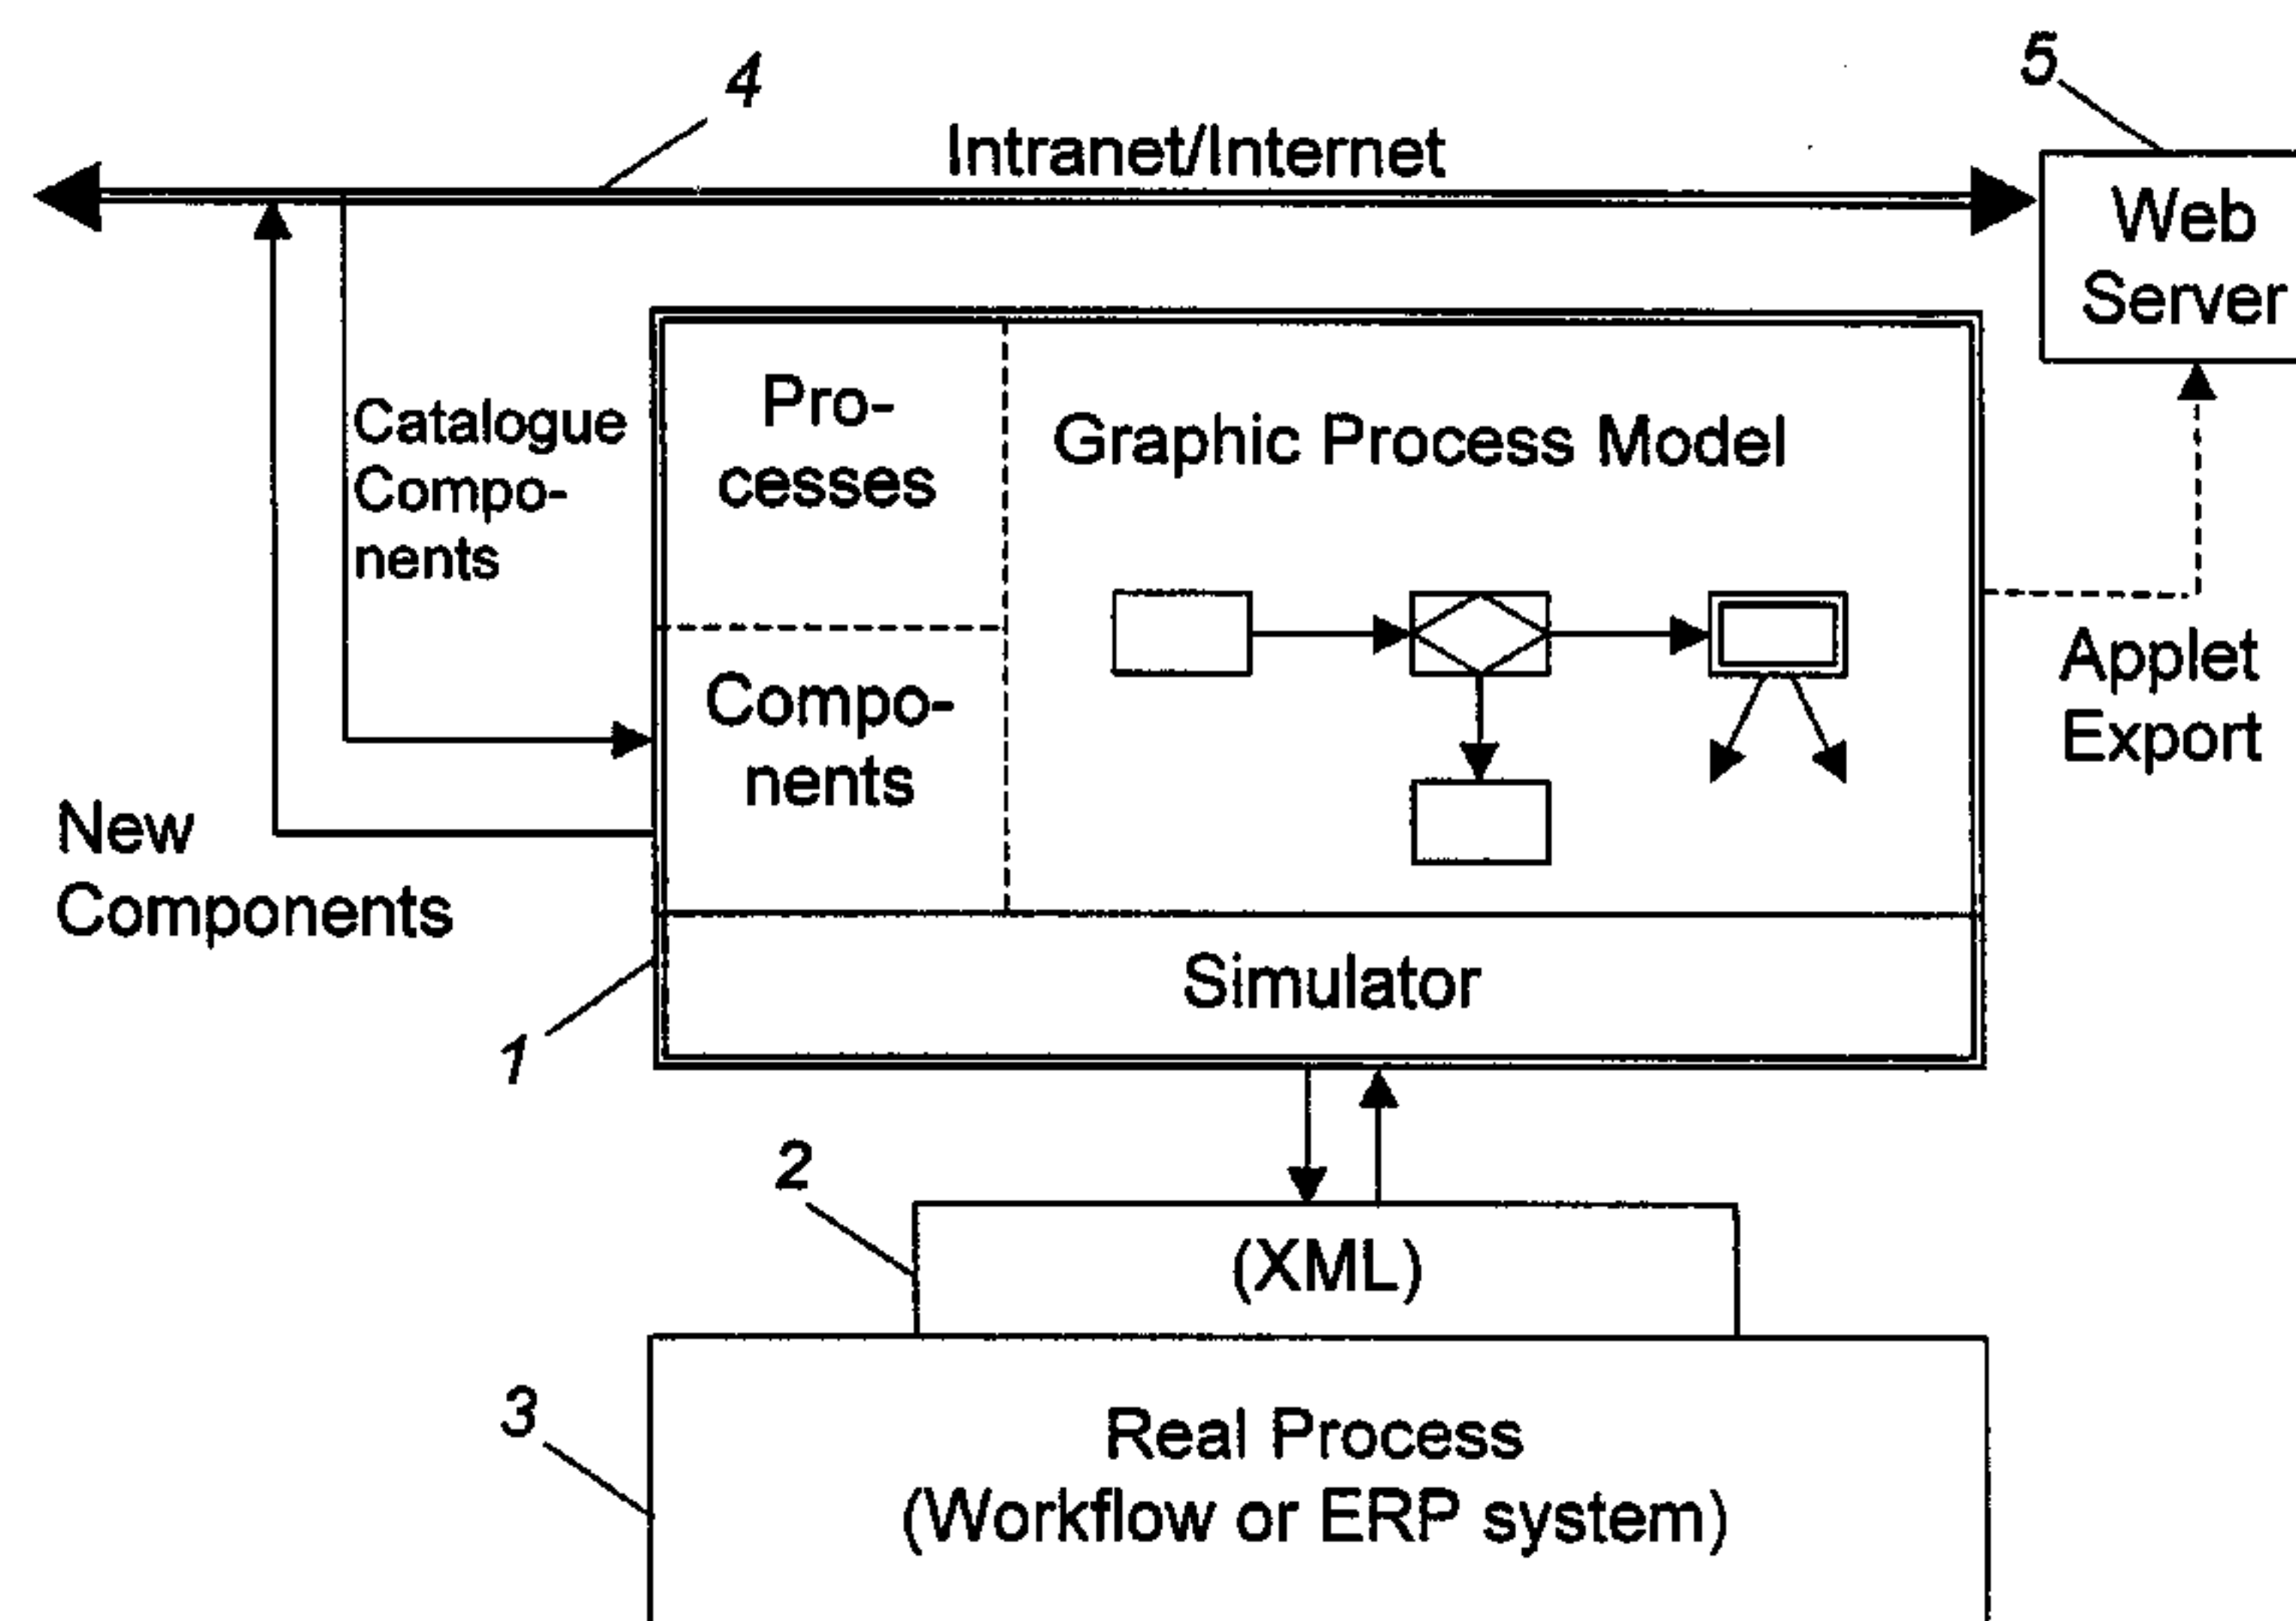 4
5
Intranet/Internet
Web
Server
Catalogue
Compo-
nents
Pro-
cesses
Graphic Process Model
Compo-
nents
Applet
Export
New
Components
Simulator
1
2
(XML)
3
Real Process
(Workflow or ERP system)